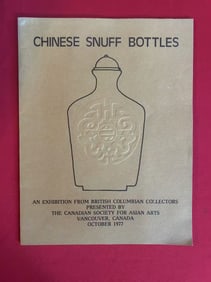 CHINESE SNUFF BOTTLES
AN EXHIBITION FROM BRITISH COLUMBIAN COLLECTORS
PRESENTED BY
THE CANADIAN SOCIETY FOR ASIAN ARTS
VANCOUVER, CANADA
OCTOBER 1977